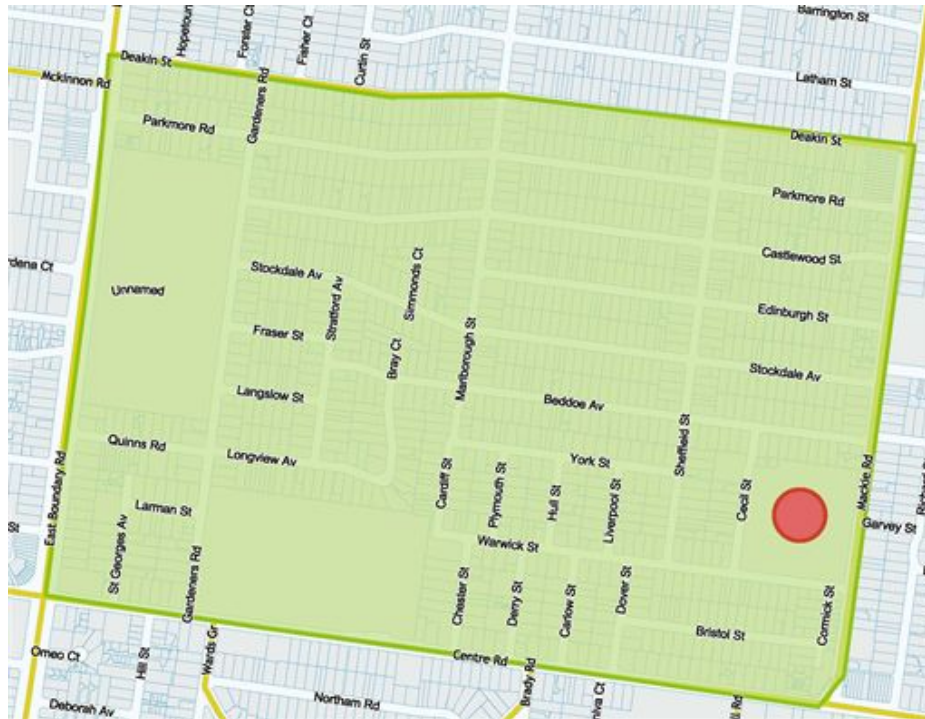 Barrington St
Hopetoun
Forster Ct
Fisher Ct
Curtin St
Deakin St
Mckinnon Rd
Latham St
Gardeners Rd
Parkmore Rd
Deakin St
Parkmore Rd
Castlewood St
Stockdale Av
Simmonds Ct
Unnamed
Stratford Av
Edinburgh St
Fraser St
Bray Ct
Marlborough St
Stockdale Av
Langslow St
Beddoe Av
Sheffield St
Quinns Rd
Longview Av
York St
East Boundary Rd
Cardiff St
Plymouth St
Hull St
Liverpool St
Cecil St
Mackie Rd
Larman St
Garvey St
St
St Georges Av
Warwick St
Gardeners Rd
Chester St
Derry St
Carlow St
Dover St
Cormick St
Bristol St
Omeo Ct
Hill St
Wards Gr
Centre Rd
Brady Rd
Northam Rd
Deborah Av